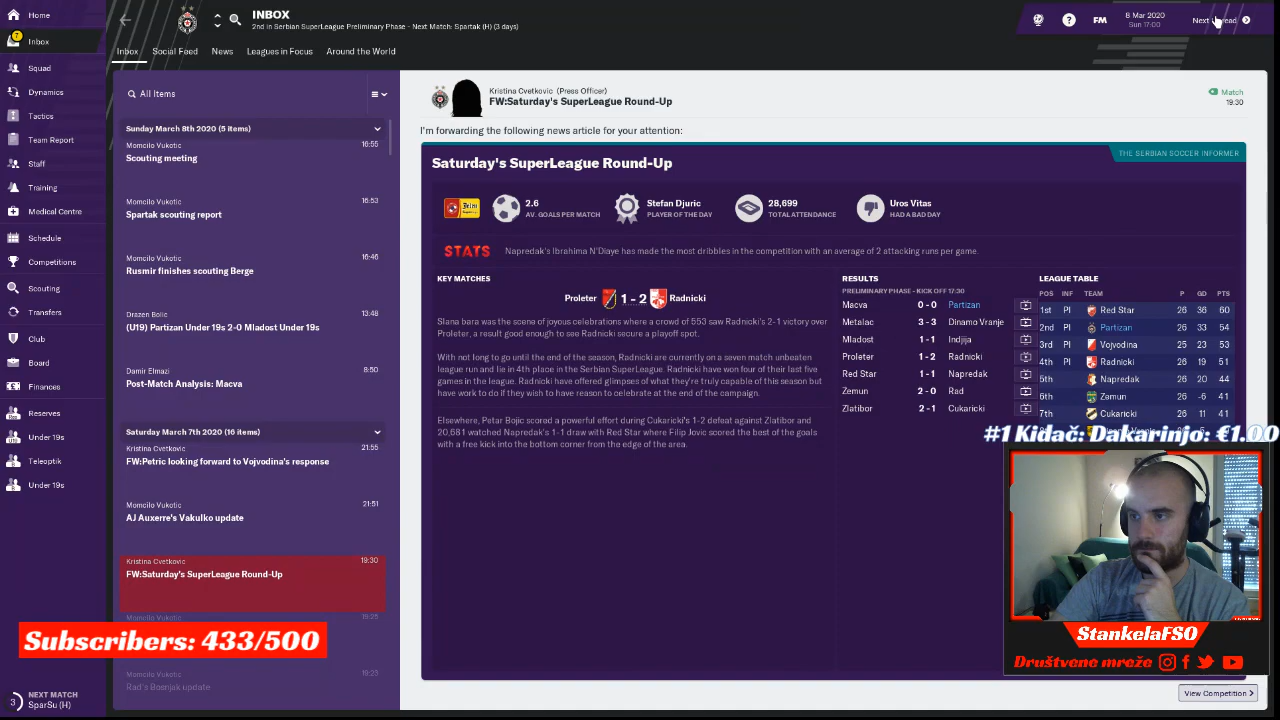 Home
Inbox
7
Squad
Dynamics
Tactics
Team Report
Staff
Training
Medical Centre
Schedule
Competitions
Scouting
Transfers
Club
Board
Finances
Reserves
Under 19s
Teleoptik
Under 19s
3
NEXT MATCH
SparSu (H)
INBOX
2nd in Serbian SuperLeague Preliminary Phase - Next Match: Spartak (H) (3 days)
FM
8 Mar 2020
Sun 17:00
Inbox
Social Feed
News
Leagues in Focus
Around the World
All Items
Sunday March 8th 2020 (5 items)
Momcilo Vukotic 16:55
Scouting meeting
Momcilo Vukotic 16:53
Spartak scouting report
Momcilo Vukotic 16:46
Rusmir finishes scouting Berge
Drazen Bolic 13:48
(U19) Partizan Under 19s 2-0 Mladost Under 19s
Damir Elmazi 8:50
Post-Match Analysis: Macva
Saturday March 7th 2020 (16 items)
Kristina Cvetkovic 21:55
FW:Petric looking forward to Vojvodina's response
Momcilo Vukotic 21:51
AJ Auxerre's Vakulko update
Kristina Cvetkovic 19:30
FW:Saturday's SuperLeague Round-Up
Momcilo Vukotic 19:25
Momcilo Vukotic 19:25
Rad's Bosnjak update
Kristina Cvetkovic (Press Officer)
FW:Saturday's SuperLeague Round-Up
Match
19:30
I'm forwarding the following news article for your attention:
THE SERBIAN SOCCER INFORMER
Saturday's SuperLeague Round-Up
2.6
AV. GOALS PER MATCH
Stefan Djuric
PLAYER OF THE DAY
28,699
TOTAL ATTENDANCE
Uros Vitas
HAD A BAD DAY
STATS
Napredak's Ibrahima N'Diaye has made the most dribbles in the competition with an average of 2 attacking runs per game.
KEY MATCHES
Proleter 1 - 2 Radnicki
Slana bara was the scene of joyous celebrations where a crowd of 553 saw Radnicki's 2-1 victory over
Proleter, a result good enough to see Radnicki secure a playoff spot.
With not long to go until the end of the season, Radnicki are currently on a seven match unbeaten
league run and lie in 4th place in the Serbian SuperLeague. Radnicki have won four of their last five
games in the league. Radnicki have offered glimpses of what they're truly capable of this season but
have work to do if they wish to have reason to celebrate at the end of the campaign.
Elsewhere, Petar Bojic scored a powerful effort during Cukaricki's 1-2 defeat against Zlatibor and
20,681 watched Napredak's 1-1 draw with Red Star where Filip Jovic scored the best of the goals
with a free kick into the bottom corner from the edge of the area.
RESULTS
PRELIMINARY PHASE - KICK OFF 17:30
Macva 0 - 0 Partizan
Metalac 3 - 3 Dinamo Vranje
Mladost 1 - 1 Indjija
Proleter 1 - 2 Radnicki
Red Star 1 - 1 Napredak
Zemun 2 - 0 Rad
Zlatibor 2 - 1 Cukaricki
LEAGUE TABLE
POS INF TEAM P GD PTS
1st Pl Red Star 26 36 60
2nd Pl Partizan 26 33 54
3rd Pl Vojvodina 25 23 53
4th Pl Radnicki 26 19 51
5th Napredak 26 20 44
6th Zemun 26 -6 41
7th Cukaricki 26 11 41
#1 Kidač: Dakarinjo: €1.00
StankelaFSO
Društvene mreže
View Competition
Subscribers: 433/500